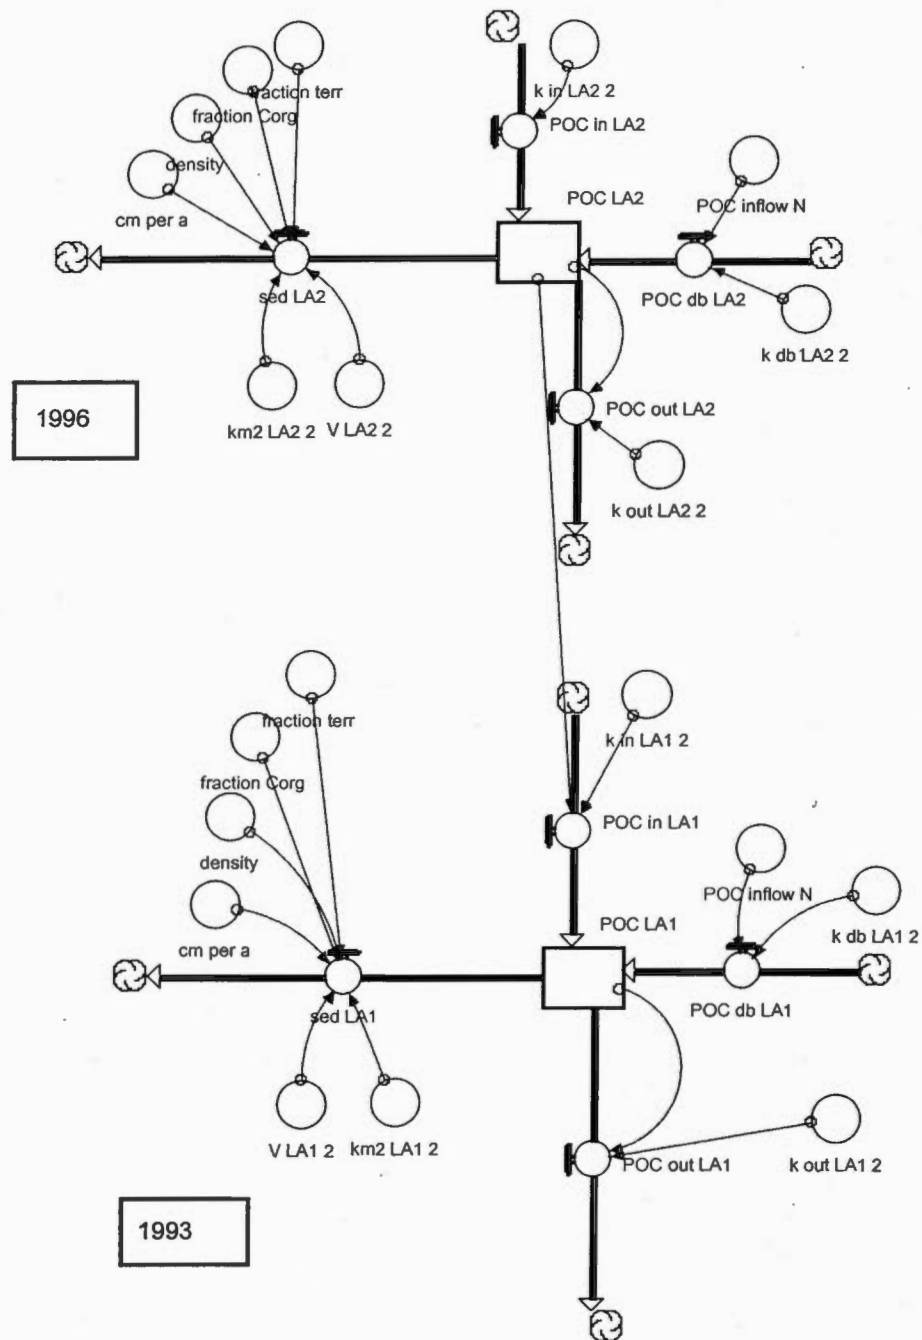 fraction terr
k in LA2 2
fraction Corg
POC in LA2
density
POC LA2
cm per a
POC inflow N
sed LA2
POC db LA2
k db LA2 2
1996
km2 LA2 2
V LA2 2
POC out LA2
k out LA2 2
fraction terr
k in LA1 2
fraction Corg
POC in LA1
density
POC inflow N
cm per a
POC LA1
k db LA1 2
sed LA1
POC db LA1
V LA1 2
km2 LA1 2
POC out LA1
k out LA1 2
1993